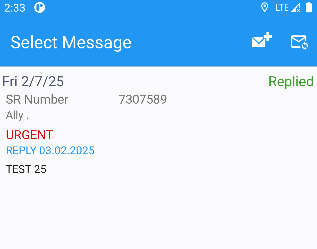 2:33 LTE
Select Message
Fri 2/7/25 Replied
SR Number 7307589
Ally .
URGENT
REPLY 03.02.2025
TEST 25